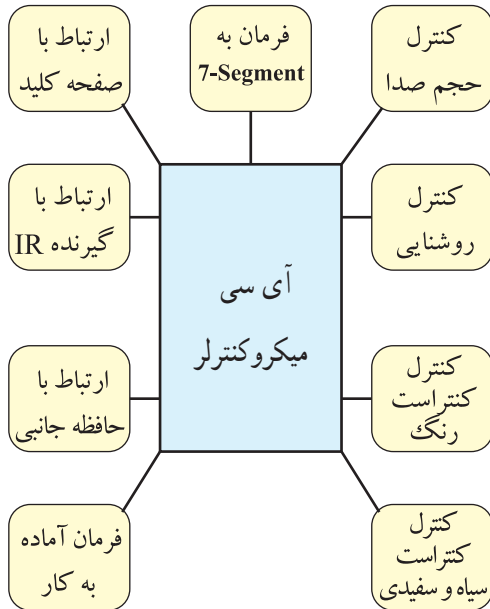 کنترل
حجم صدا
فرمان به
7-Segment
ارتباط با
صفحه کلید
کنترل
روشنایی
ارتباط با
گیرنده IR
آی سی
میکروکنترلر
کنترل
کنتراست
رنگ
ارتباط با
حافظه جانبی
کنترل
کنتراست
سیاه و سفیدی
فرمان آماده
به کار